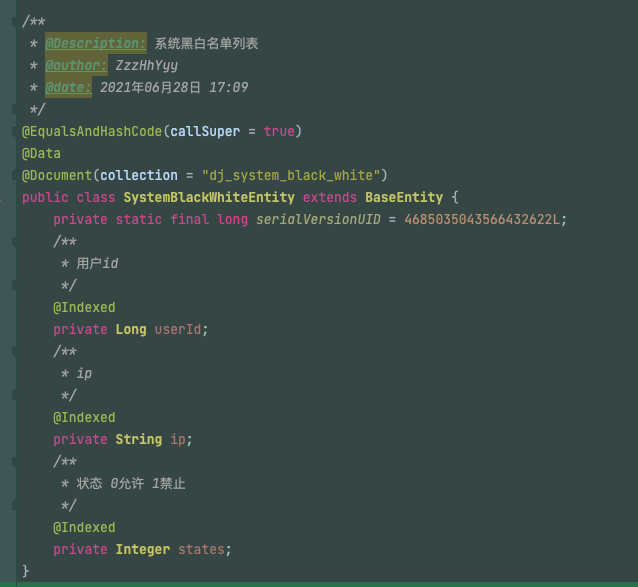 /**
 * @Description: 系统黑白名单列表
 * @author: ZzzHhYyy
 * @date: 2021年06月28日 17:09
 */
@EqualsAndHashCode(callSuper = true)
@Data
@Document(collection = "dj_system_black_white")
public class SystemBlackWhiteEntity extends BaseEntity {
    private static final long serialVersionUID = 4685035043566432622L;
    /**
     * 用户id
     */
    @Indexed
    private Long userId;
    /**
     * ip
     */
    @Indexed
    private String ip;
    /**
     * 状态 0允许 1禁止
     */
    @Indexed
    private Integer states;
}